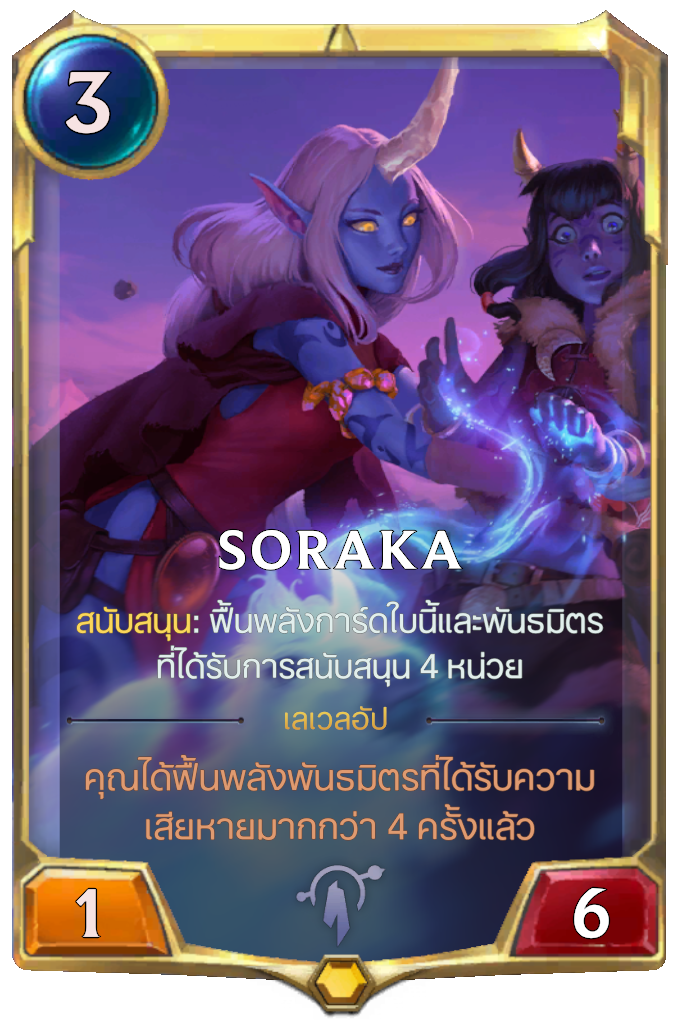 3
SORAKA
สนับสนุน: ฟื้นพลังการ์ดใบนี้และพันธมิตร
ที่ได้รับการสนับสนุน 4 หน่วย
เลเวลอัป
คุณได้ฟื้นพลังพันธมิตรที่ได้รับความ
เสียหายมากกว่า 4 ครั้งแล้ว
1
6